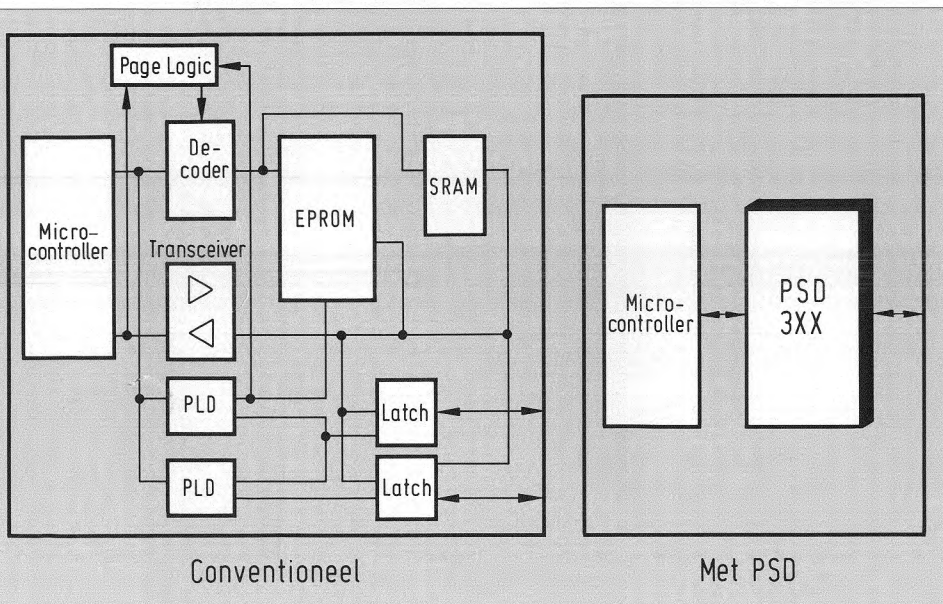 Page Logic
De-
coder
Micro-
controller
Transceiver
EPROM
SRAM
PLD
PLD
Latch
Latch
Conventioneel
Micro-
controller
PSD
3XX
Met PSD